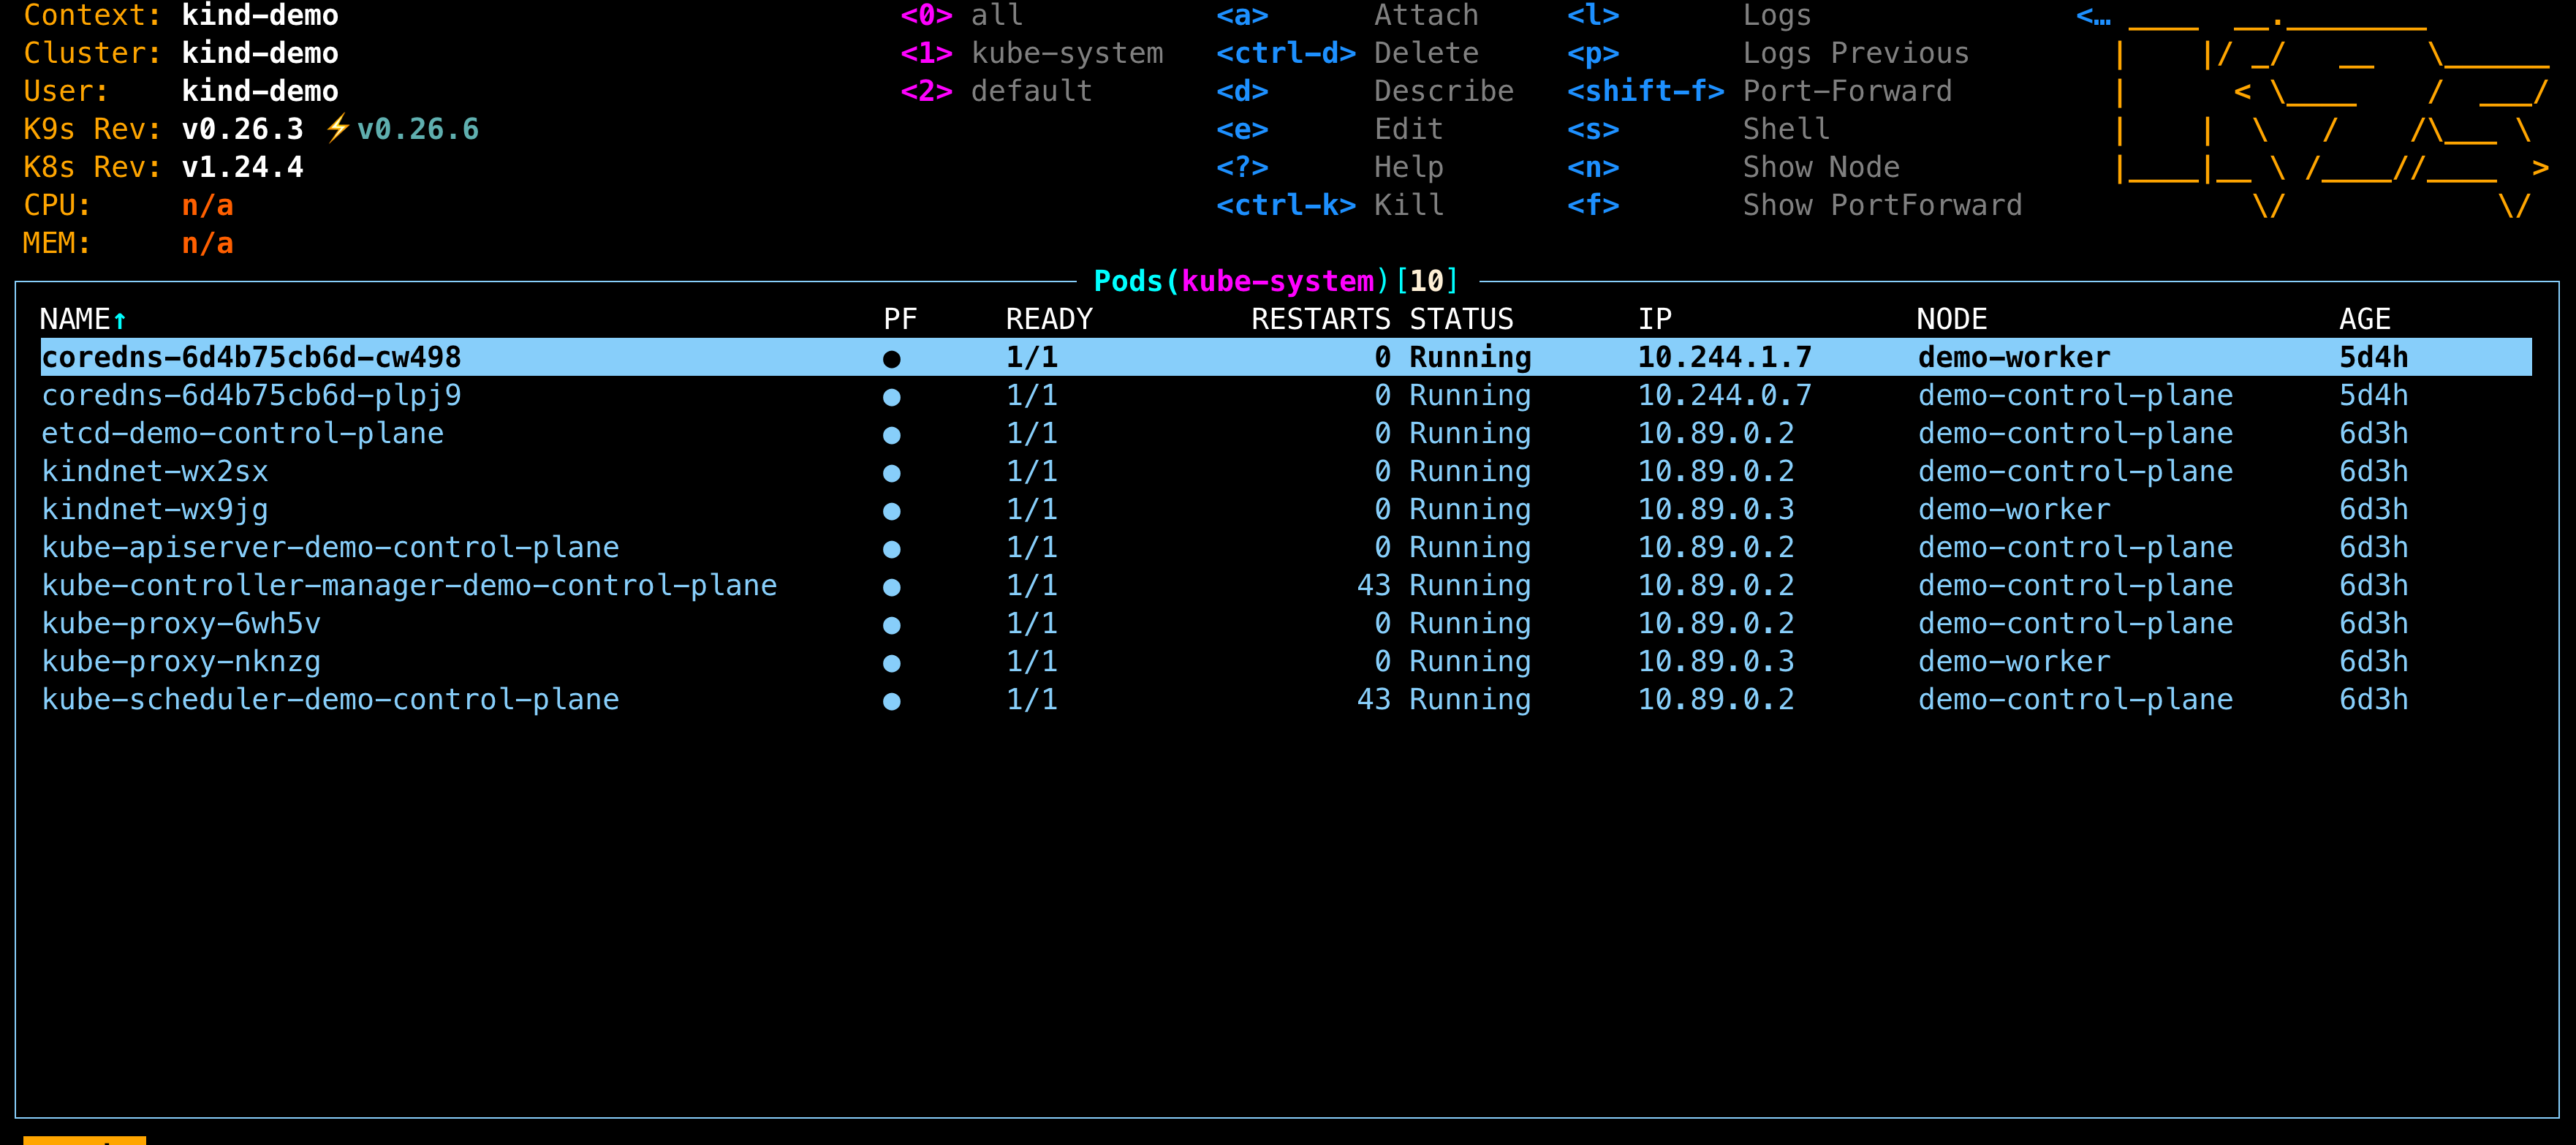 Context: kind-demo <0> all <a> Attach <l> Logs <…
Cluster: kind-demo <1> kube-system <ctrl-d> Delete <p> Logs Previous
User: kind-demo <2> default <d> Describe <shift-f> Port-Forward
K9s Rev: v0.26.3 ⚡v0.26.6 <e> Edit <s> Shell
K8s Rev: v1.24.4 <?> Help <n> Show Node
CPU: n/a <ctrl-k> Kill <f> Show PortForward
MEM: n/a
Pods(kube-system)[10]
NAME↑ PF READY RESTARTS STATUS IP NODE AGE
coredns-6d4b75cb6d-cw498 ● 1/1 0 Running 10.244.1.7 demo-worker 5d4h
coredns-6d4b75cb6d-plpj9 ● 1/1 0 Running 10.244.0.7 demo-control-plane 5d4h
etcd-demo-control-plane ● 1/1 0 Running 10.89.0.2 demo-control-plane 6d3h
kindnet-wx2sx ● 1/1 0 Running 10.89.0.2 demo-control-plane 6d3h
kindnet-wx9jg ● 1/1 0 Running 10.89.0.3 demo-worker 6d3h
kube-apiserver-demo-control-plane ● 1/1 0 Running 10.89.0.2 demo-control-plane 6d3h
kube-controller-manager-demo-control-plane ● 1/1 43 Running 10.89.0.2 demo-control-plane 6d3h
kube-proxy-6wh5v ● 1/1 0 Running 10.89.0.2 demo-control-plane 6d3h
kube-proxy-nknzg ● 1/1 0 Running 10.89.0.3 demo-worker 6d3h
kube-scheduler-demo-control-plane ● 1/1 43 Running 10.89.0.2 demo-control-plane 6d3h